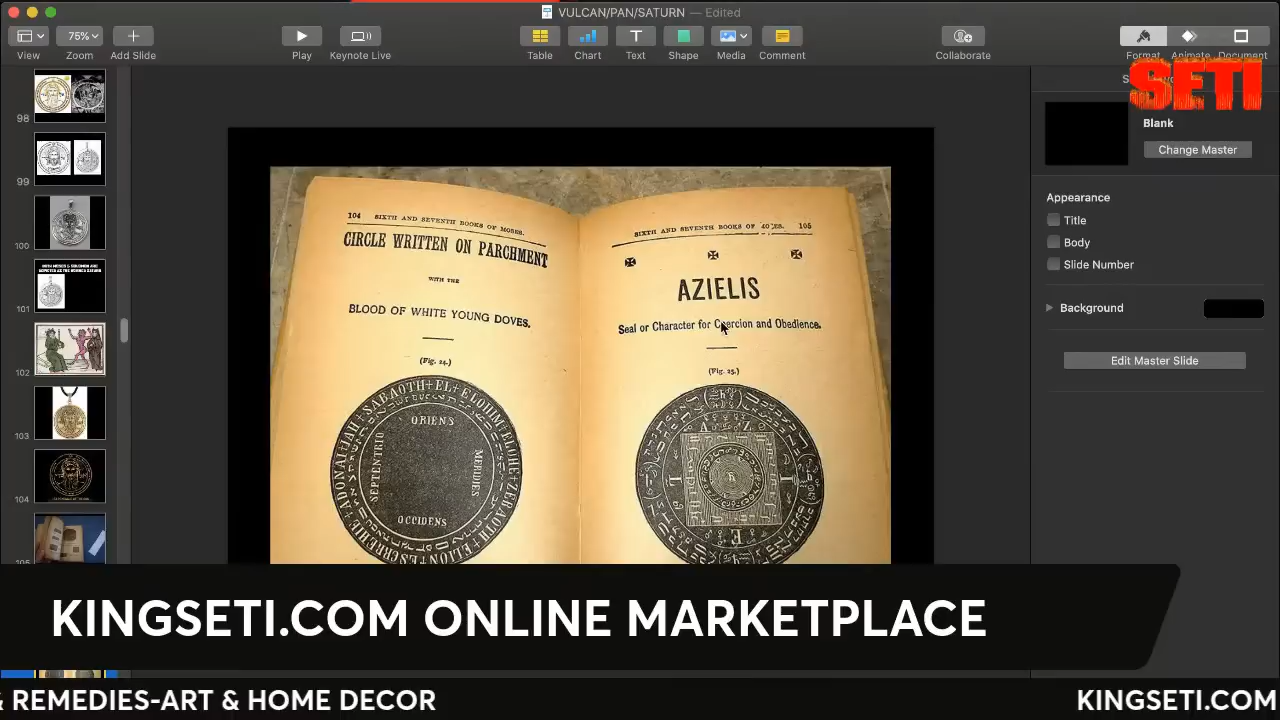 VULCAN/PAN/SATURN — Edited
View
75%
Zoom
Add Slide
Play
Keynote Live
Table
Chart
Text
Shape
Media
Comment
Collaborate
Format
Animate
Document
SETI
98
99
100
101
102
103
104
Blank
Change Master
Appearance
Title
Body
Slide Number
Background
Edit Master Slide
104 SIXTH AND SEVENTH BOOKS OF MOSES.
CIRCLE WRITTEN ON PARCHMENT
WITH THE
BLOOD OF WHITE YOUNG DOVES.
(Fig. 24.)
ORIENS
SEPTENTRIO
MERIDIES
OCCIDENS
SIXTH AND SEVENTH BOOKS OF 105
AZIELIS
Seal or Character for Coercion and Obedience.
(Fig. 25.)
KINGSETI.COM ONLINE MARKETPLACE
& REMEDIES-ART & HOME DECOR
KINGSETI.COM